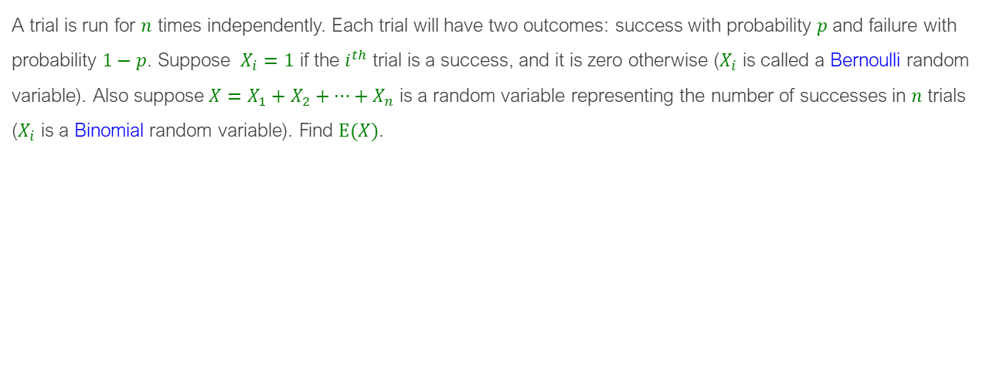 A trial is run for n times independently. Each trial will have two outcomes: success with probability p and failure with
probability 1 − p. Suppose X_i = 1 if the i^th trial is a success, and it is zero otherwise (X_i is called a Bernoulli random
variable). Also suppose X = X_1 + X_2 + ⋯ + X_n is a random variable representing the number of successes in n trials
(X_i is a Binomial random variable). Find E(X).